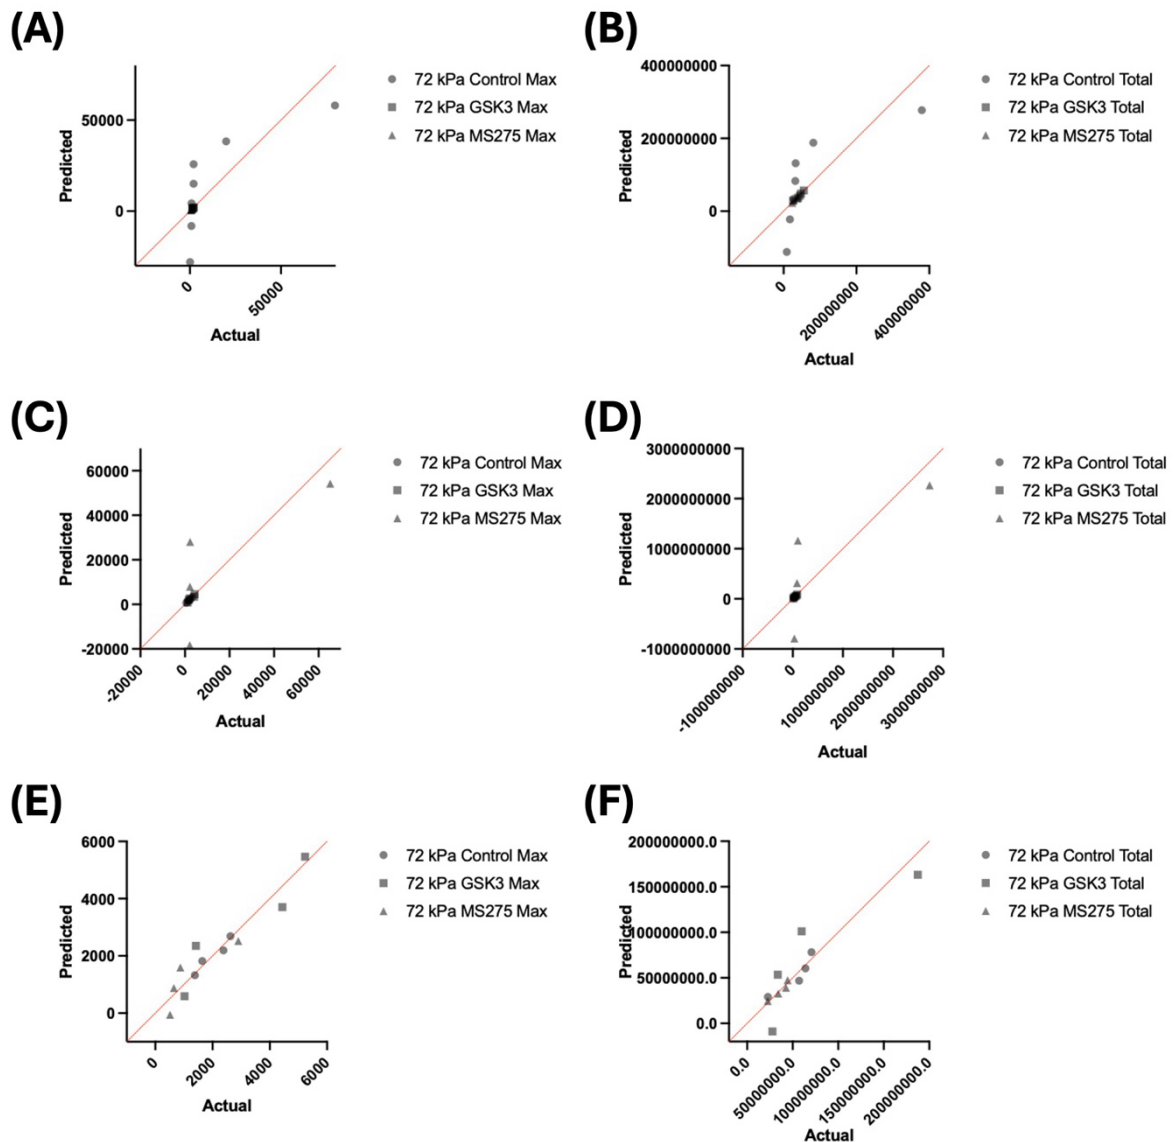 (A)
50000
0
Predicted
0
50000
Actual
72 kPa Control Max
72 kPa GSK3 Max
72 kPa MS275 Max
(B)
400000000
200000000
0
Predicted
0
200000000
400000000
Actual
72 kPa Control Total
72 kPa GSK3 Total
72 kPa MS275 Total
(C)
60000
40000
20000
0
-20000
Predicted
-20000
0
20000
40000
60000
Actual
72 kPa Control Max
72 kPa GSK3 Max
72 kPa MS275 Max
(D)
3000000000
2000000000
1000000000
0
-1000000000
Predicted
-1000000000
0
1000000000
2000000000
3000000000
Actual
72 kPa Control Total
72 kPa GSK3 Total
72 kPa MS275 Total
(E)
6000
4000
2000
0
Predicted
0
2000
4000
6000
Actual
72 kPa Control Max
72 kPa GSK3 Max
72 kPa MS275 Max
(F)
200000000.0
150000000.0
100000000.0
50000000.0
0.0
Predicted
0.0
50000000.0
100000000.0
150000000.0
200000000.0
Actual
72 kPa Control Total
72 kPa GSK3 Total
72 kPa MS275 Total